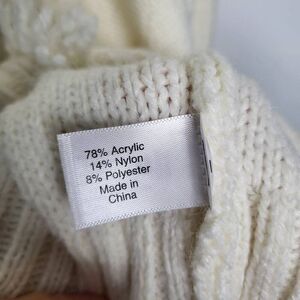 78% Acrylic
14% Nylon
8% Polyester
Made in
China